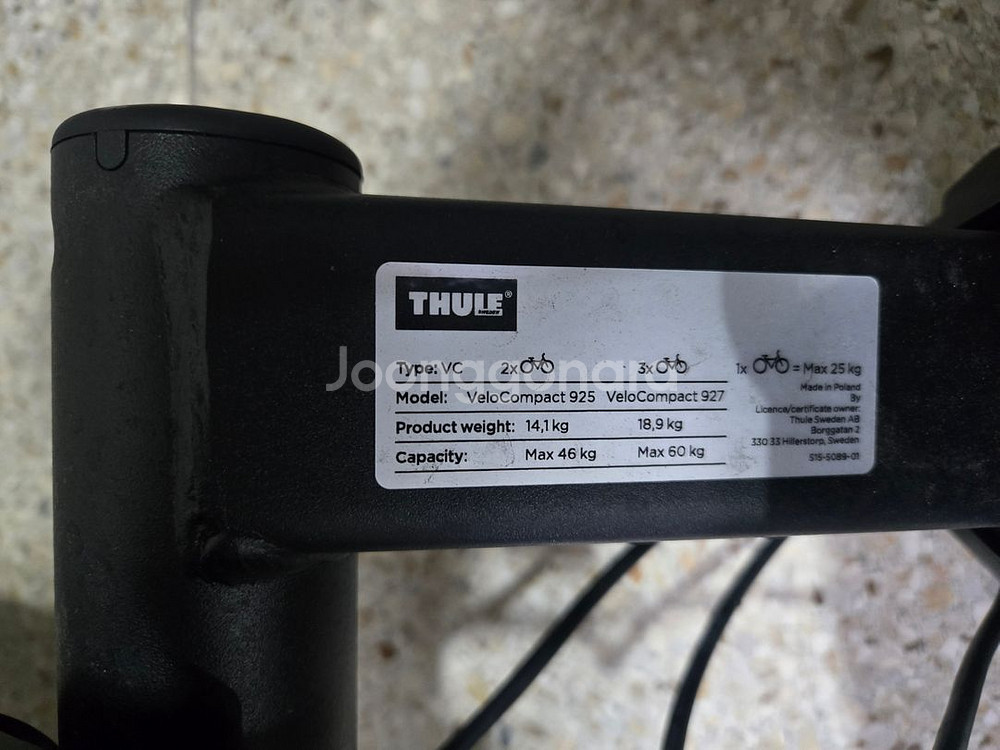 THULE®
SWEDEN
Joonggonara
Type: VC 2x 3x 1x = Max 25 kg
Model: VeloCompact 925 VeloCompact 927
Product weight: 14,1 kg 18,9 kg
Capacity: Max 46 kg Max 60 kg
Made in Poland
By
Licence/certificate owner:
Thule Sweden AB
Borggatan 2
330 33 Hillerstorp, Sweden
515-5089-01